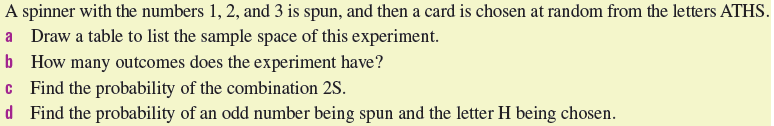 A spinner with the numbers 1, 2, and 3 is spun, and then a card is chosen at random from the letters ATHS.
a Draw a table to list the sample space of this experiment.
b How many outcomes does the experiment have?
c Find the probability of the combination 2S.
d Find the probability of an odd number being spun and the letter H being chosen.